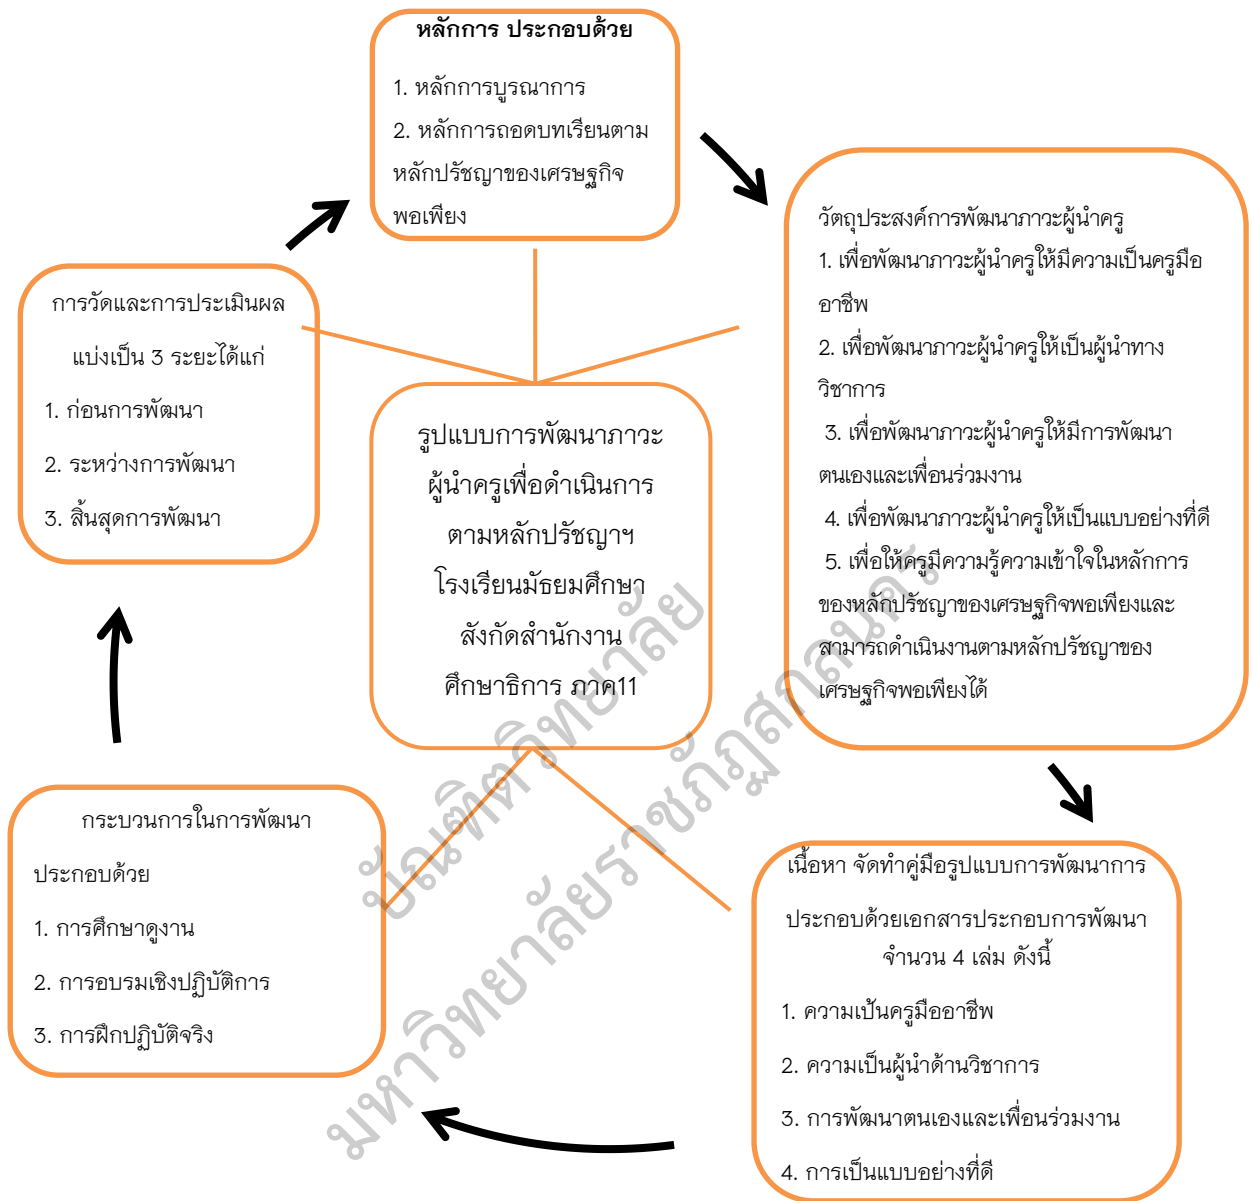 หลักการ ประกอบด้วย
1. หลักการบูรณาการ
2. หลักการถอดบทเรียนตาม
หลักปรัชญาของเศรษฐกิจ
พอเพียง
วัตถุประสงค์การพัฒนาภาวะผู้นำครู
1. เพื่อพัฒนาภาวะผู้นำครูให้มีความเป็นครูมือ
อาชีพ
2. เพื่อพัฒนาภาวะผู้นำครูให้เป็นผู้นำทาง
วิชาการ
3. เพื่อพัฒนาภาวะผู้นำครูให้มีการพัฒนา
ตนเองและเพื่อนร่วมงาน
4. เพื่อพัฒนาภาวะผู้นำครูให้เป็นแบบอย่างที่ดี
5. เพื่อให้ครูมีความรู้ความเข้าใจในหลักการ
ของหลักปรัชญาของเศรษฐกิจพอเพียงและ
สามารถดำเนินงานตามหลักปรัชญาของ
เศรษฐกิจพอเพียงได้
การวัดและการประเมินผล
แบ่งเป็น 3 ระยะได้แก่
1. ก่อนการพัฒนา
2. ระหว่างการพัฒนา
3. สิ้นสุดการพัฒนา
รูปแบบการพัฒนาภาวะ
ผู้นำครูเพื่อดำเนินการ
ตามหลักปรัชญาฯ
โรงเรียนมัธยมศึกษา
สังกัดสำนักงาน
ศึกษาธิการ ภาค11
กระบวนการในการพัฒนา
ประกอบด้วย
1. การศึกษาดูงาน
2. การอบรมเชิงปฏิบัติการ
3. การฝึกปฏิบัติจริง
เนื้อหา จัดทำคู่มือรูปแบบการพัฒนาการ
ประกอบด้วยเอกสารประกอบการพัฒนา
จำนวน 4 เล่ม ดังนี้
1. ความเป้นครูมืออาชีพ
2. ความเป็นผู้นำด้านวิชาการ
3. การพัฒนาตนเองและเพื่อนร่วมงาน
4. การเป็นแบบอย่างที่ดี
บัณฑิตวิทยาลัย
มหาวิทยาลัยราชภัฏสกลนคร